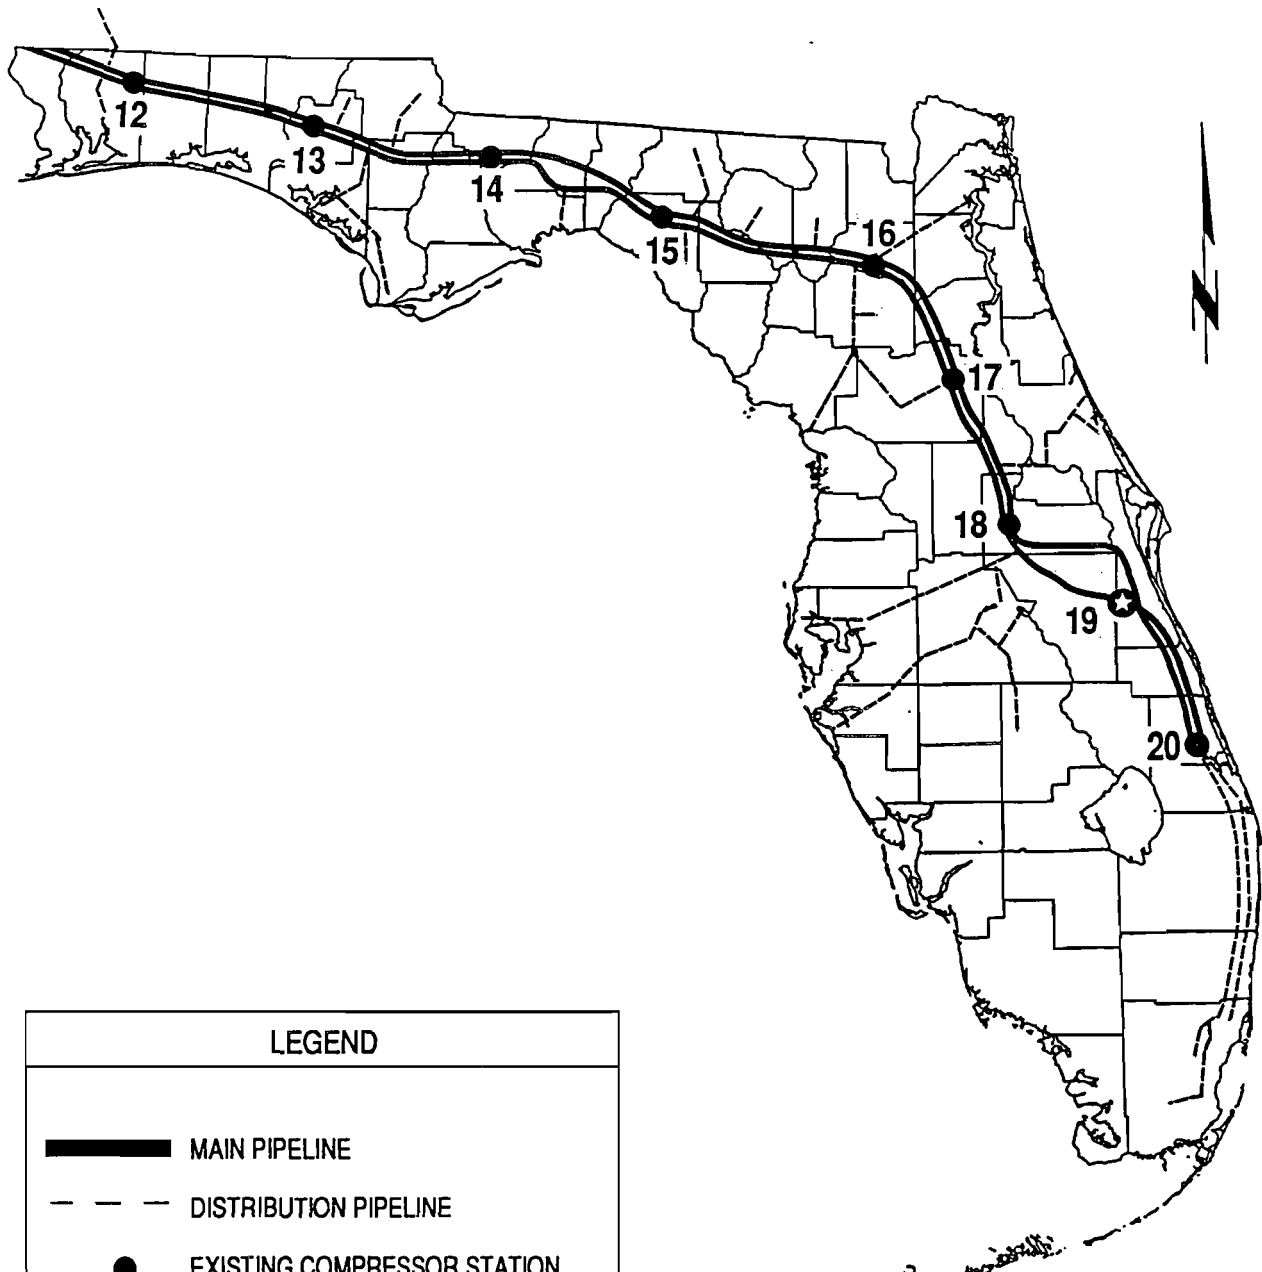 12
13
14
15
16
17
18
19
20
N
LEGEND
MAIN PIPELINE
DISTRIBUTION PIPELINE
EXISTING COMPRESSOR STATION